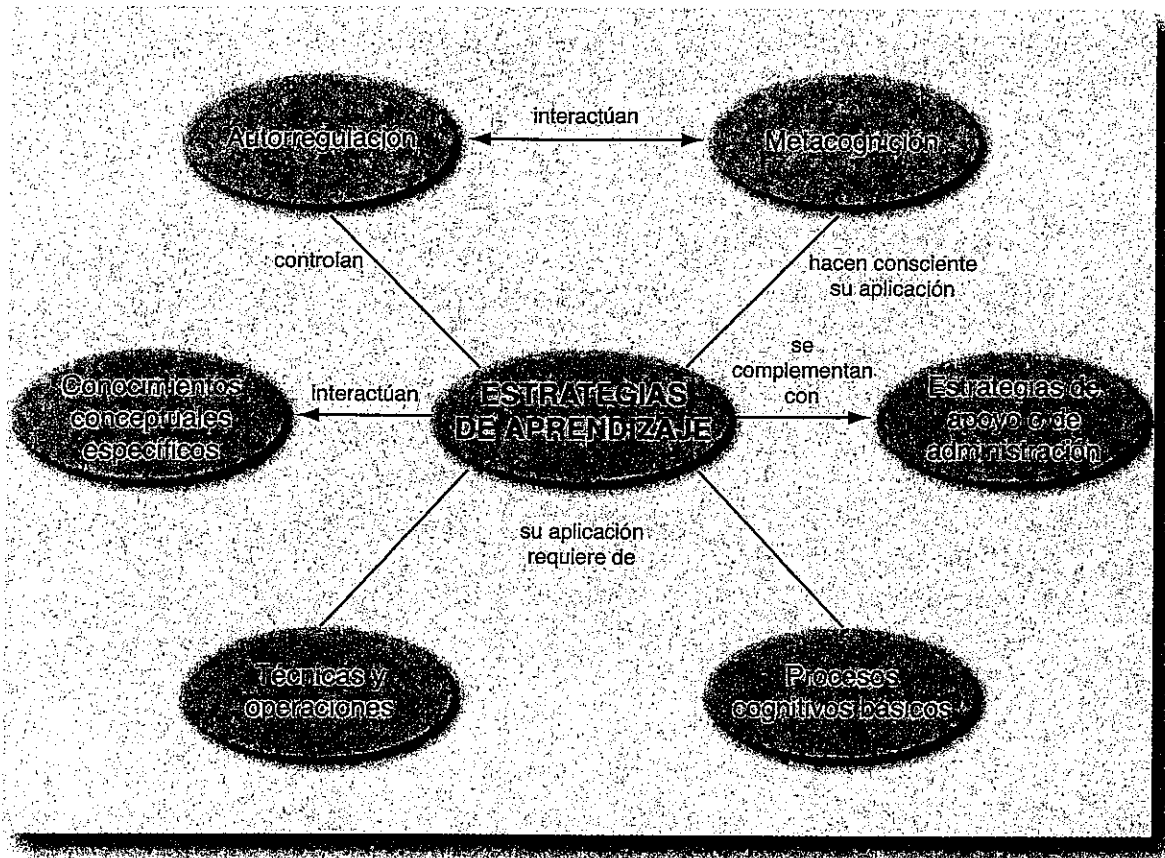 Autorregulación
interactúan
Metacognición
controlan
hacen consciente
su aplicación
se
complementan
con
Conocimientos
conceptuales
específicos
interactúan
ESTRATEGIAS
DE APRENDIZAJE
Estrategias de
apoyo o de
administración
su aplicación
requiere de
Técnicas y
operaciones
Procesos
cognitivos básicos